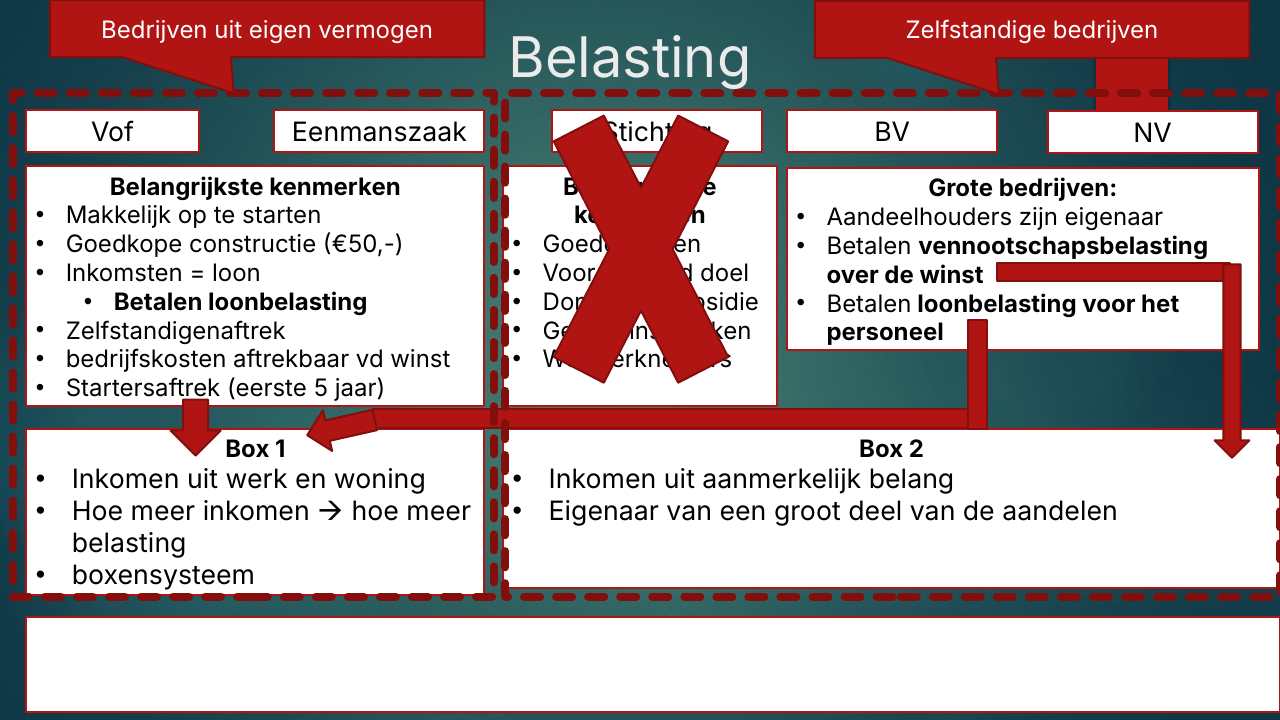 Bedrijven uit eigen vermogen
Zelfstandige bedrijven
Belasting
Vof
Eenmanszaak
BV
NV
Belangrijkste kenmerken
• Makkelijk op te starten
• Goedkope constructie (€50,-)
• Inkomsten = loon
• Betalen loonbelasting
• Zelfstandigenaftrek
• bedrijfskosten aftrekbaar vd winst
• Startersaftrek (eerste 5 jaar)
doel
Grote bedrijven:
• Aandeelhouders zijn eigenaar
• Betalen vennootschapsbelasting
over de winst
• Betalen loonbelasting voor het
personeel
Box 1
• Inkomen uit werk en woning
• Hoe meer inkomen → hoe meer
belasting
• boxensysteem
Box 2
• Inkomen uit aanmerkelijk belang
• Eigenaar van een groot deel van de aandelen